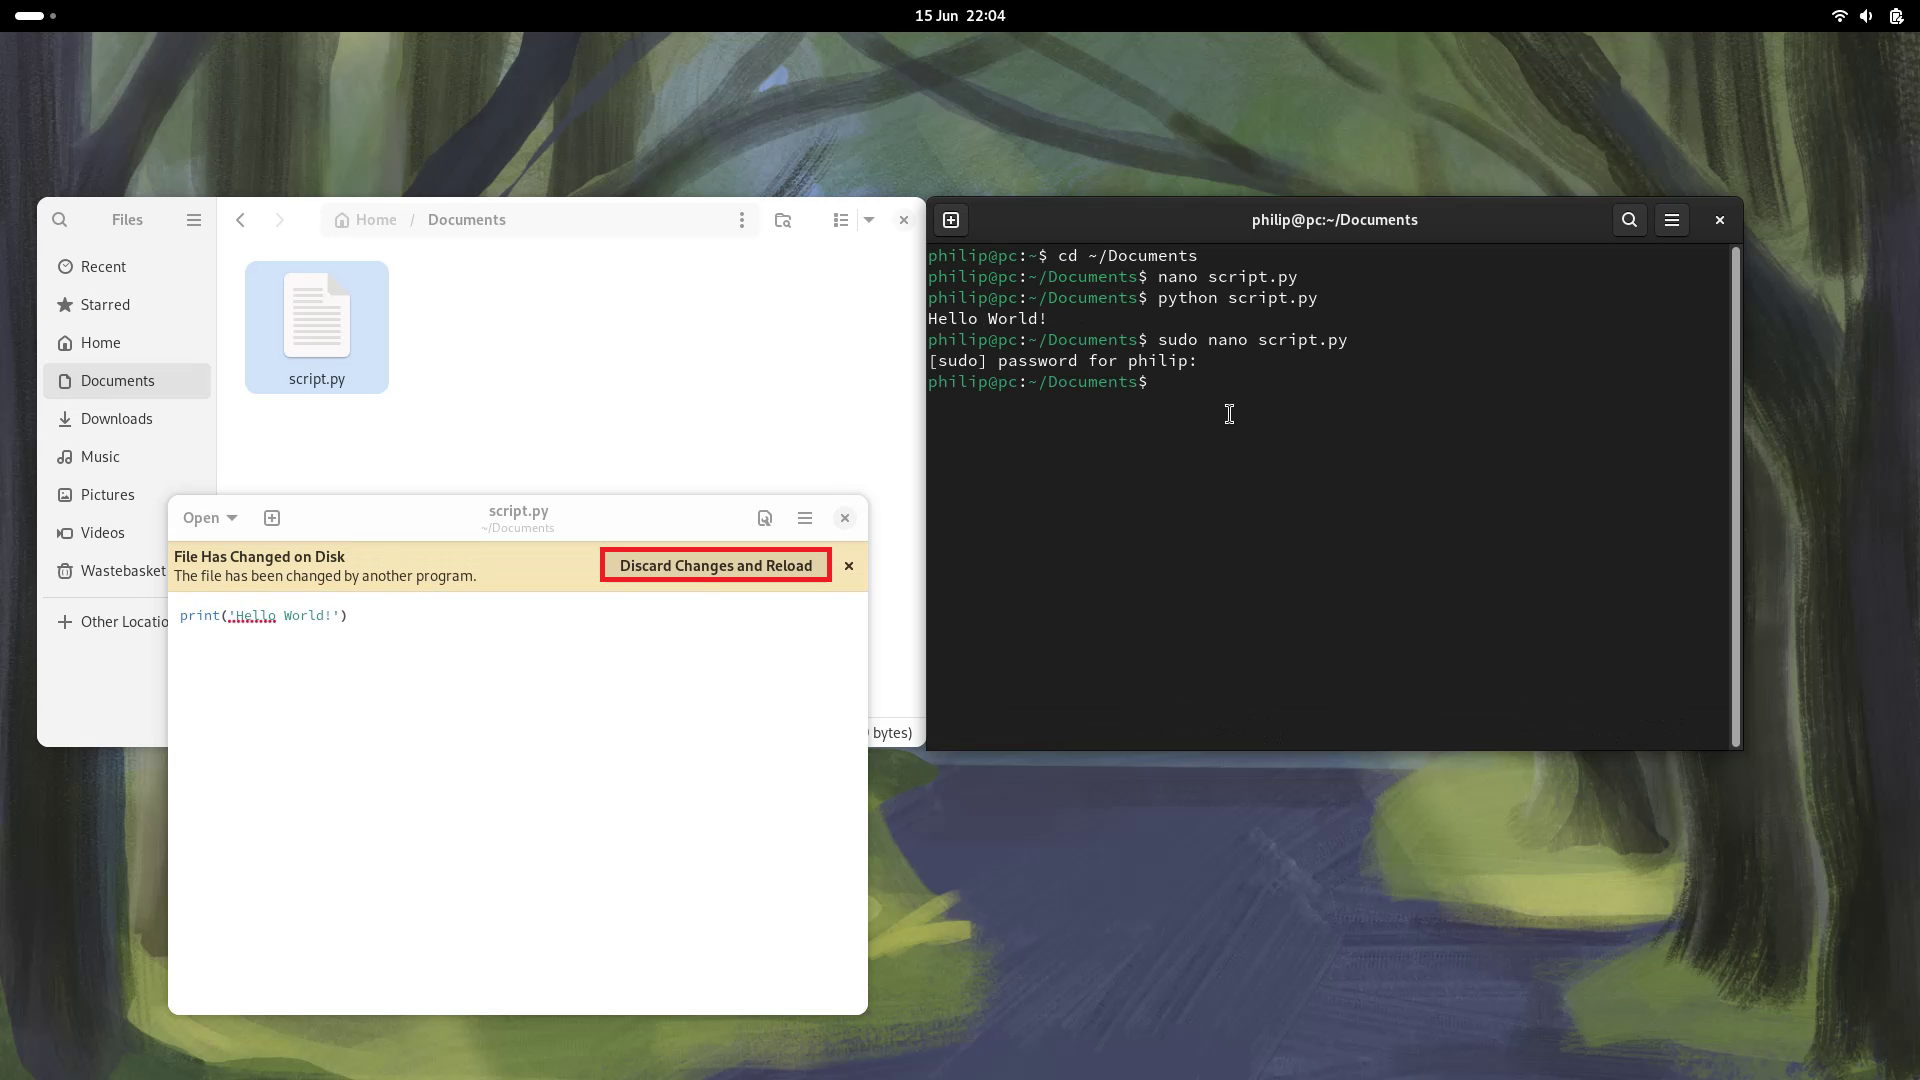 15 Jun 22:04
Files
Home / Documents
Recent
Starred
Home
Documents
Downloads
Music
Pictures
Videos
Wastebasket
Other Locatio
script.py
bytes)
Open
script.py
~/Documents
File Has Changed on Disk
The file has been changed by another program.
Discard Changes and Reload
print('Hello World!')
philip@pc:~/Documents
philip@pc:~$ cd ~/Documents
philip@pc:~/Documents$ nano script.py
philip@pc:~/Documents$ python script.py
Hello World!
philip@pc:~/Documents$ sudo nano script.py
[sudo] password for philip:
philip@pc:~/Documents$